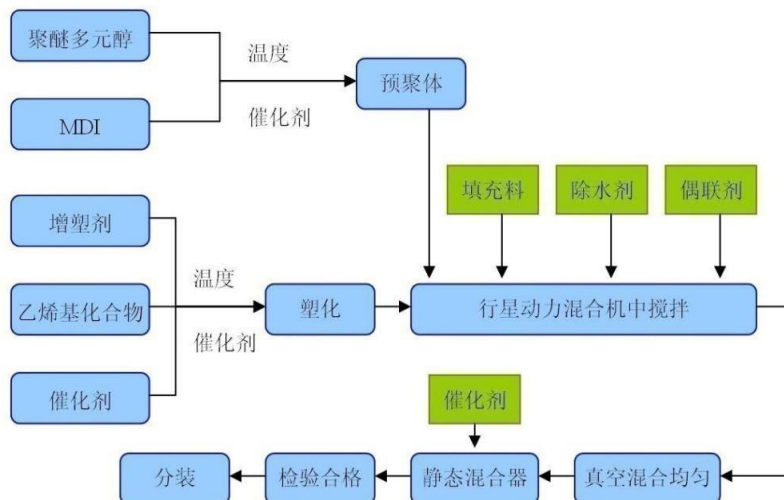 聚醚多元醇
温度
预聚体
MDI
催化剂
填充料
除水剂
偶联剂
增塑剂
温度
乙烯基化合物
塑化
行星动力混合机中搅拌
催化剂
催化剂
催化剂
分装
检验合格
静态混合器
真空混合均匀